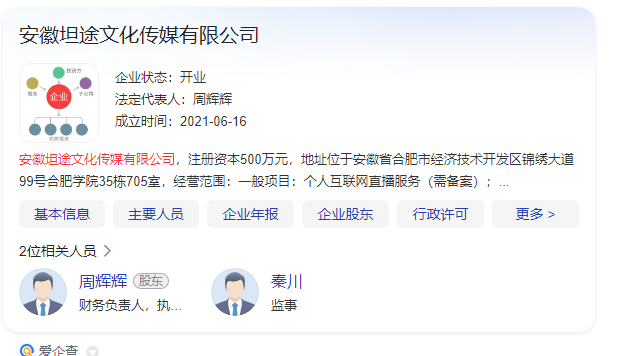 安徽坦途文化传媒有限公司
投资方
股东
企业
子公司
企业状态：开业
法定代表人：周辉辉
成立时间：2021-06-16
安徽坦途文化传媒有限公司，注册资本500万元，地址位于安徽省合肥市经济技术开发区锦绣大道
99号合肥学院35栋705室，经营范围：一般项目：个人互联网直播服务（需备案）；...
基本信息 主要人员 企业年报 企业股东 行政许可 更多 >
2位相关人员 >
周辉辉 股东 秦川
财务负责人，执... 监事
爱企查